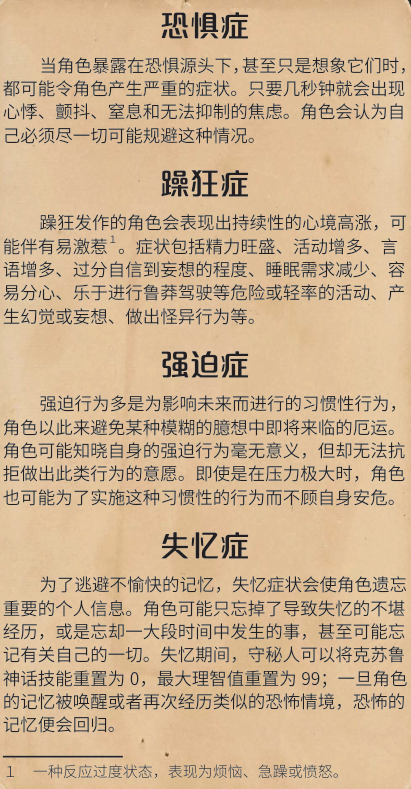 恐惧症
当角色暴露在恐惧源头下，甚至只是想象它们时，
都可能令角色产生严重的症状。只要几秒钟就会出现
心悸、颤抖、窒息和无法抑制的焦虑。角色会认为自
己必须尽一切可能规避这种情况。
躁狂症
躁狂发作的角色会表现出持续性的心境高涨，可
能伴有易激惹1。症状包括精力旺盛、活动增多、言
语增多、过分自信到妄想的程度、睡眠需求减少、容
易分心、乐于进行鲁莽驾驶等危险或轻率的活动、产
生幻觉或妄想、做出怪异行为等。
强迫症
强迫行为多是为影响未来而进行的习惯性行为，
角色以此来避免某种模糊的臆想中即将来临的厄运。
角色可能知晓自身的强迫行为毫无意义，但却无法抗
拒做出此类行为的意愿。即使是在压力极大时，角色
也可能为了实施这种习惯性的行为而不顾自身安危。
失忆症
为了逃避不愉快的记忆，失忆症状会使角色遗忘
重要的个人信息。角色可能只忘掉了导致失忆的不堪
经历，或是忘却一大段时间中发生的事，甚至可能忘
记有关自己的一切。失忆期间，守秘人可以将克苏鲁
神话技能重置为 0，最大理智值重置为 99；一旦角色
的记忆被唤醒或者再次经历类似的恐怖情境，恐怖的
记忆便会回归。
1 一种反应过度状态，表现为烦恼、急躁或愤怒。